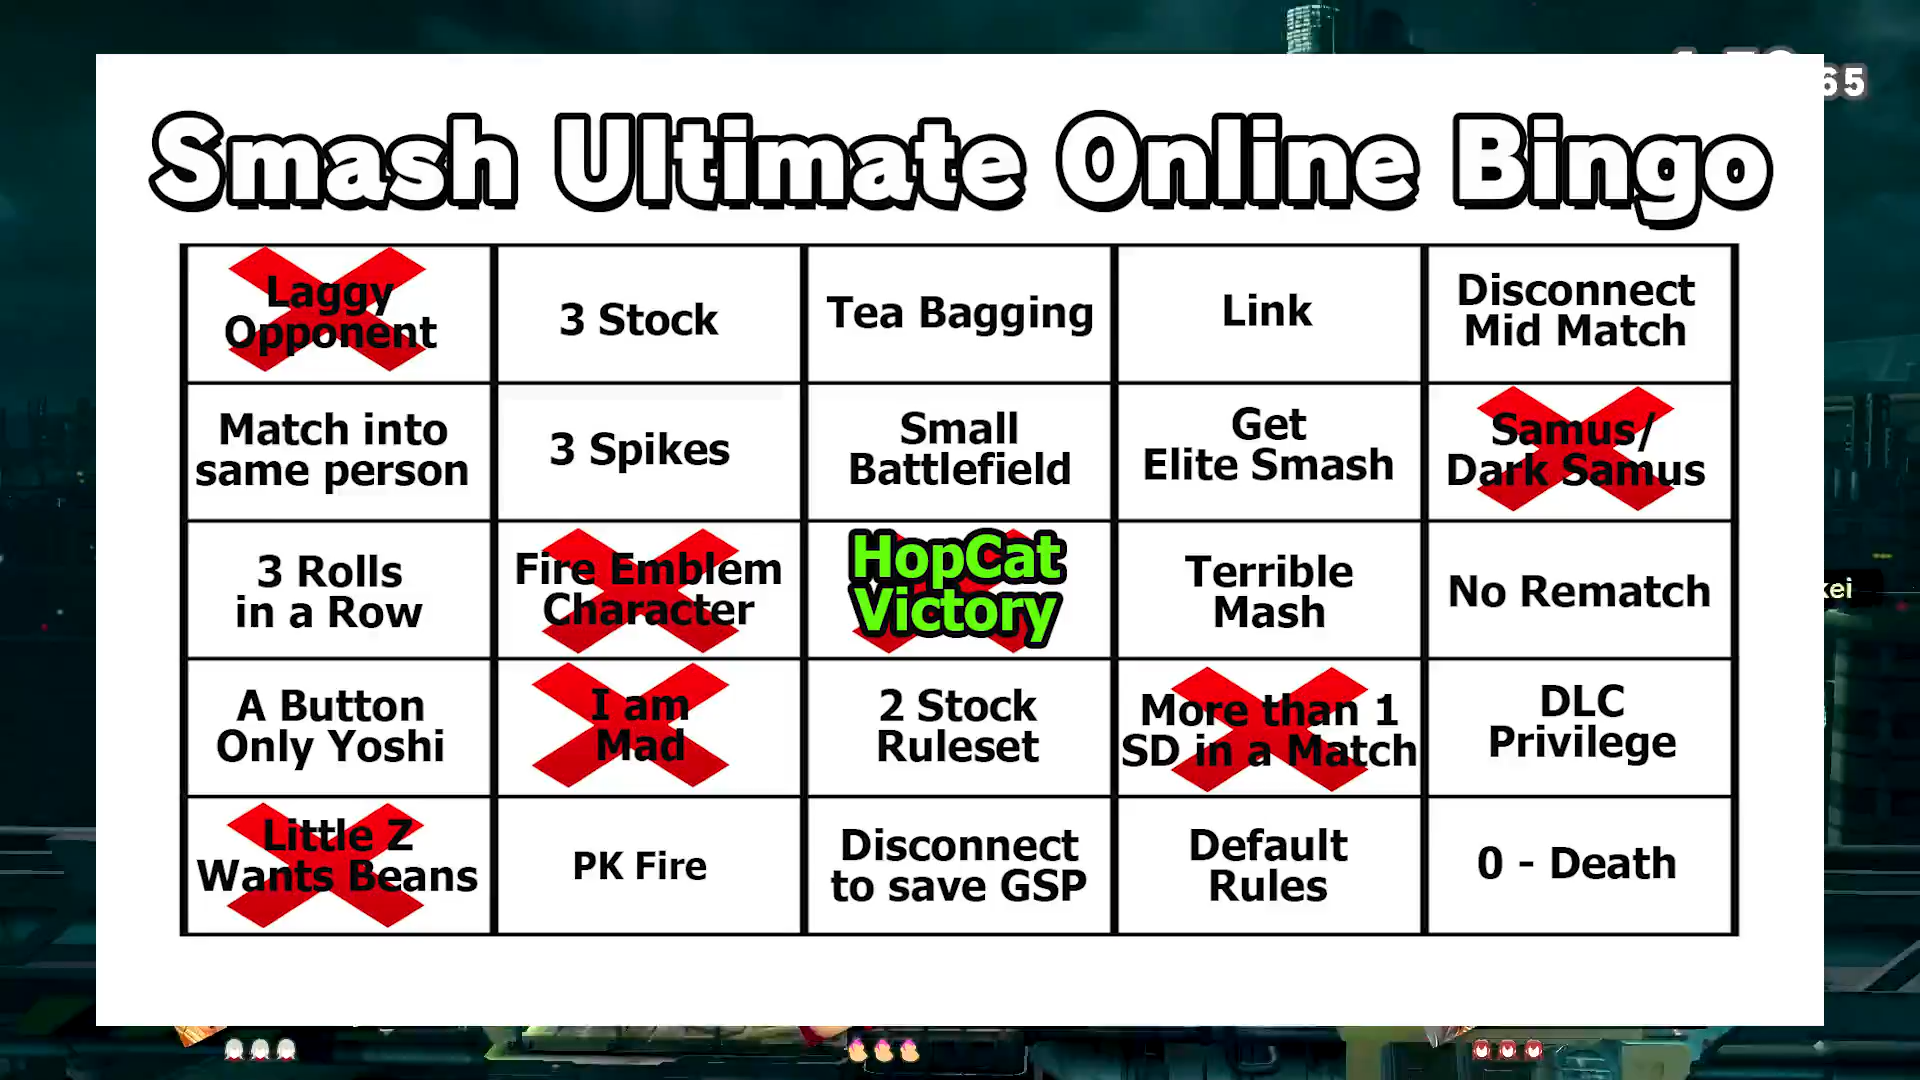 Smash Ultimate Online Bingo
65
Laggy
Opponent
3 Stock
Tea Bagging
Link
Disconnect
Mid Match
Match into
same person
3 Spikes
Small
Battlefield
Get
Elite Smash
Samus/
Dark Samus
3 Rolls
in a Row
Fire Emblem
Character
HopCat
Victory
Terrible
Mash
No Rematch
kei
A Button
Only Yoshi
I am
Mad
2 Stock
Ruleset
More than 1
SD in a Match
DLC
Privilege
Little Z
Wants Beans
PK Fire
Disconnect
to save GSP
Default
Rules
0 - Death